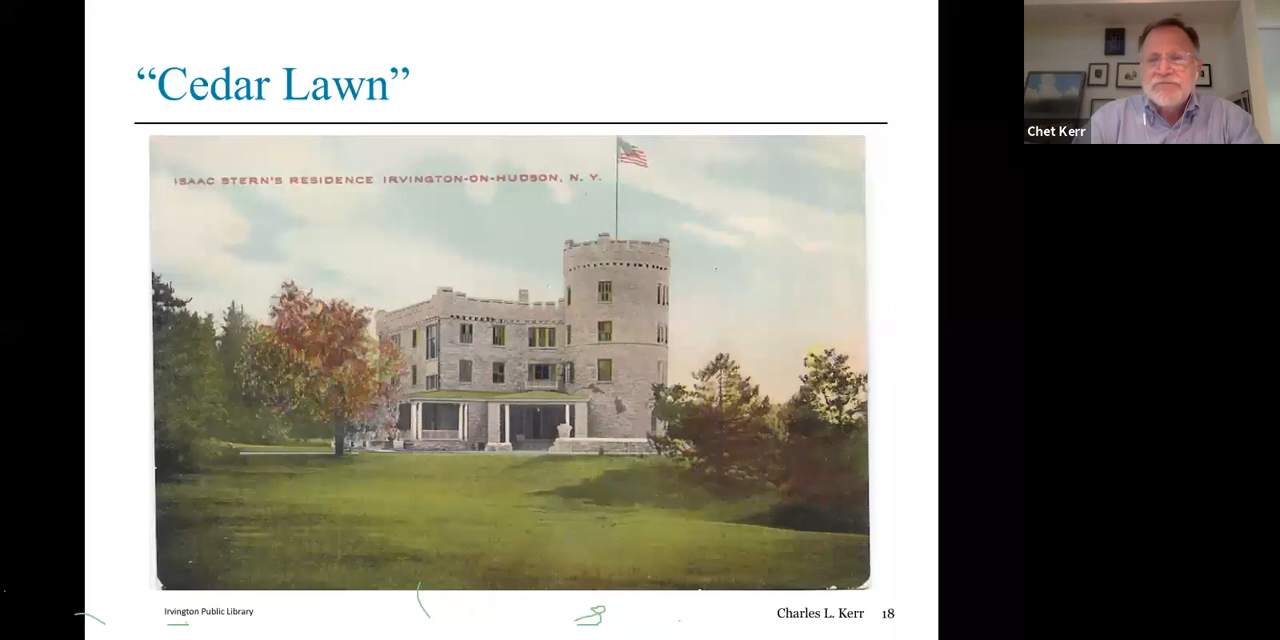 “Cedar Lawn”
ISAAC STERN'S RESIDENCE IRVINGTON-ON-HUDSON, N. Y.
Irvington Public Library
Charles L. Kerr 18
Chet Kerr